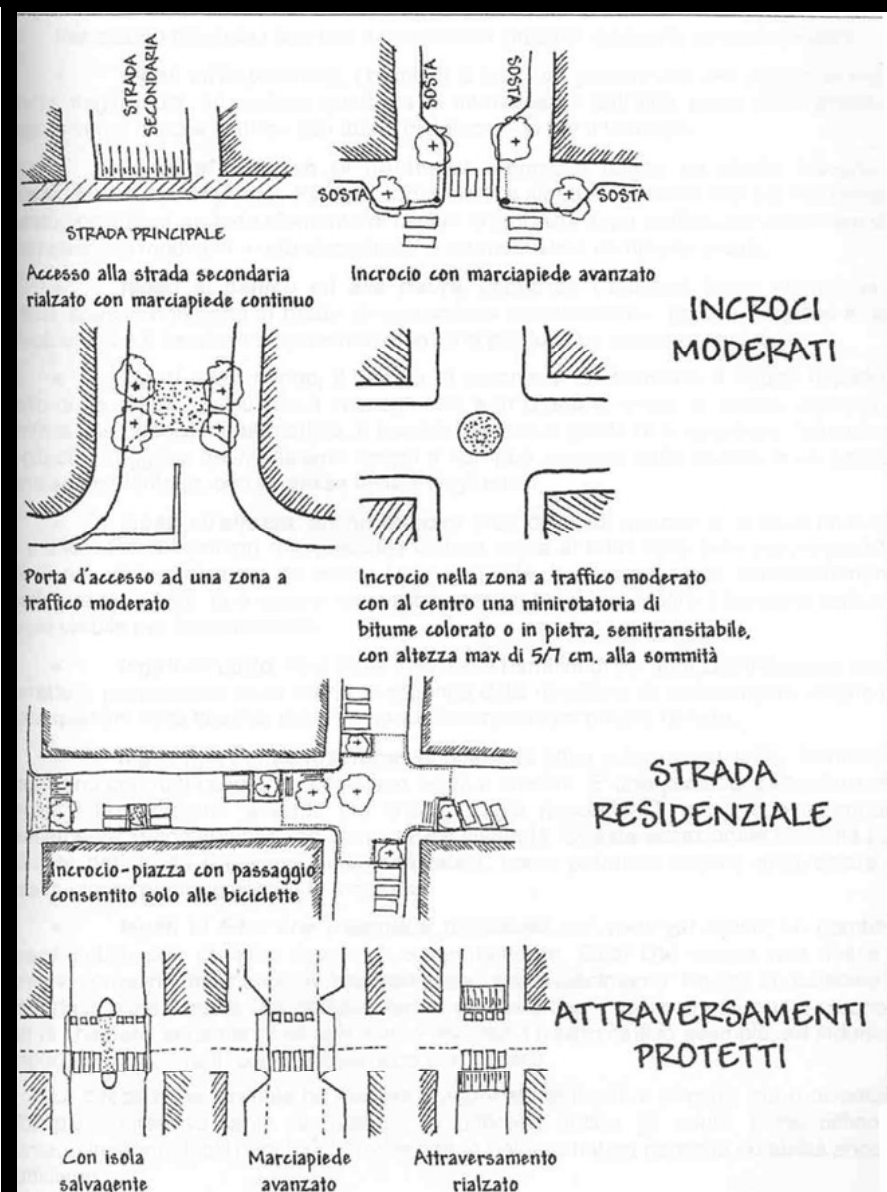 STRADA
SECONDARIA
STRADA PRINCIPALE
Accesso alla strada secondaria
rialzato con marciapiede continuo
SOSTA
SOSTA
SOSTA
SOSTA
Incrocio con marciapiede avanzato
INCROCI
MODERATI
Porta d'accesso ad una zona a
traffico moderato
Incrocio nella zona a traffico moderato
con al centro una minirotatoria di
bitume colorato o in pietra, semitransitabile,
con altezza max di 5/7 cm. alla sommità
STRADA
RESIDENZIALE
Incrocio-piazza con passaggio
consentito solo alle biciclette
ATTRAVERSAMENTI
PROTETTI
Con isola
salvagente
Marciapiede
avanzato
Attraversamento
rialzato